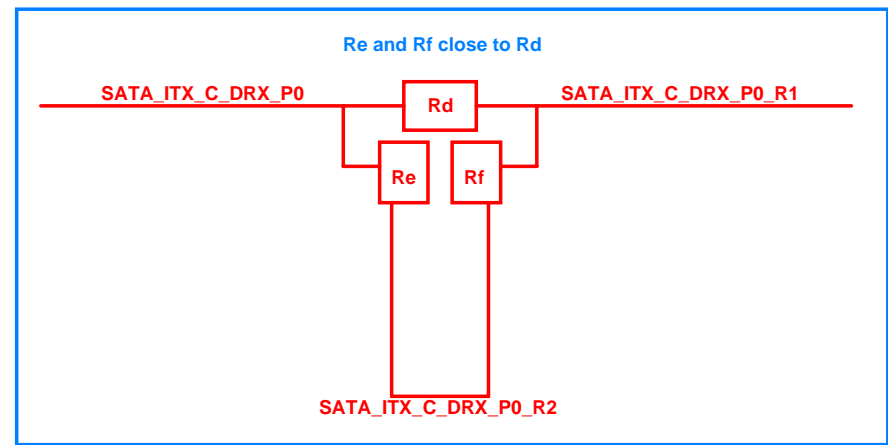 Re and Rf close to Rd
SATA_ITX_C_DRX_P0
Rd
SATA_ITX_C_DRX_P0_R1
Re
Rf
SATA_ITX_C_DRX_P0_R2